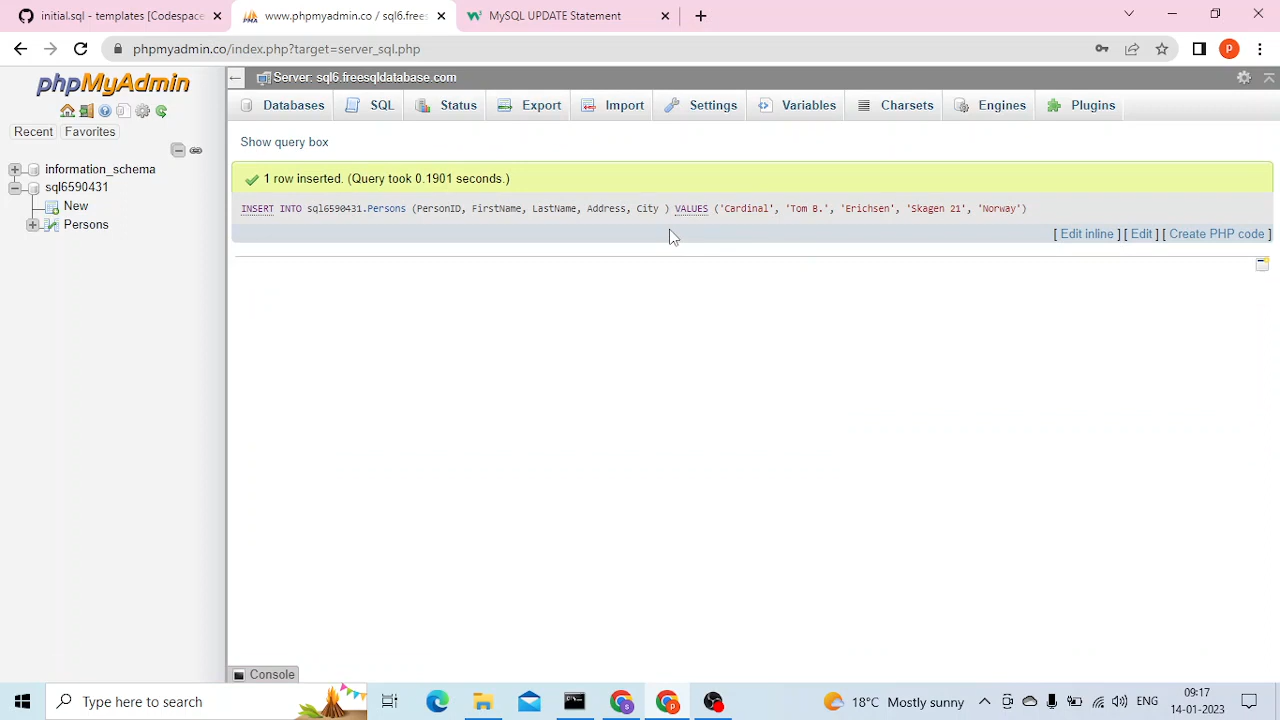 initial.sql - templates [Codespace
www.phpmyadmin.co / sql6.frees
MySQL UPDATE Statement
phpmyadmin.co/index.php?target=server_sql.php
P
phpMyAdmin
Recent
Favorites
information_schema
sql6590431
New
Persons
Server: sql6.freesqldatabase.com
Databases
SQL
Status
Export
Import
Settings
Variables
Charsets
Engines
Plugins
Show query box
1 row inserted. (Query took 0.1901 seconds.)
INSERT INTO sql6590431.Persons (PersonID, FirstName, LastName, Address, City ) VALUES ('Cardinal', 'Tom B.', 'Erichsen', 'Skagen 21', 'Norway')
[ Edit inline ] [ Edit ] [ Create PHP code ]
Console
Type here to search
18°C Mostly sunny
ENG
09:17
14-01-2023